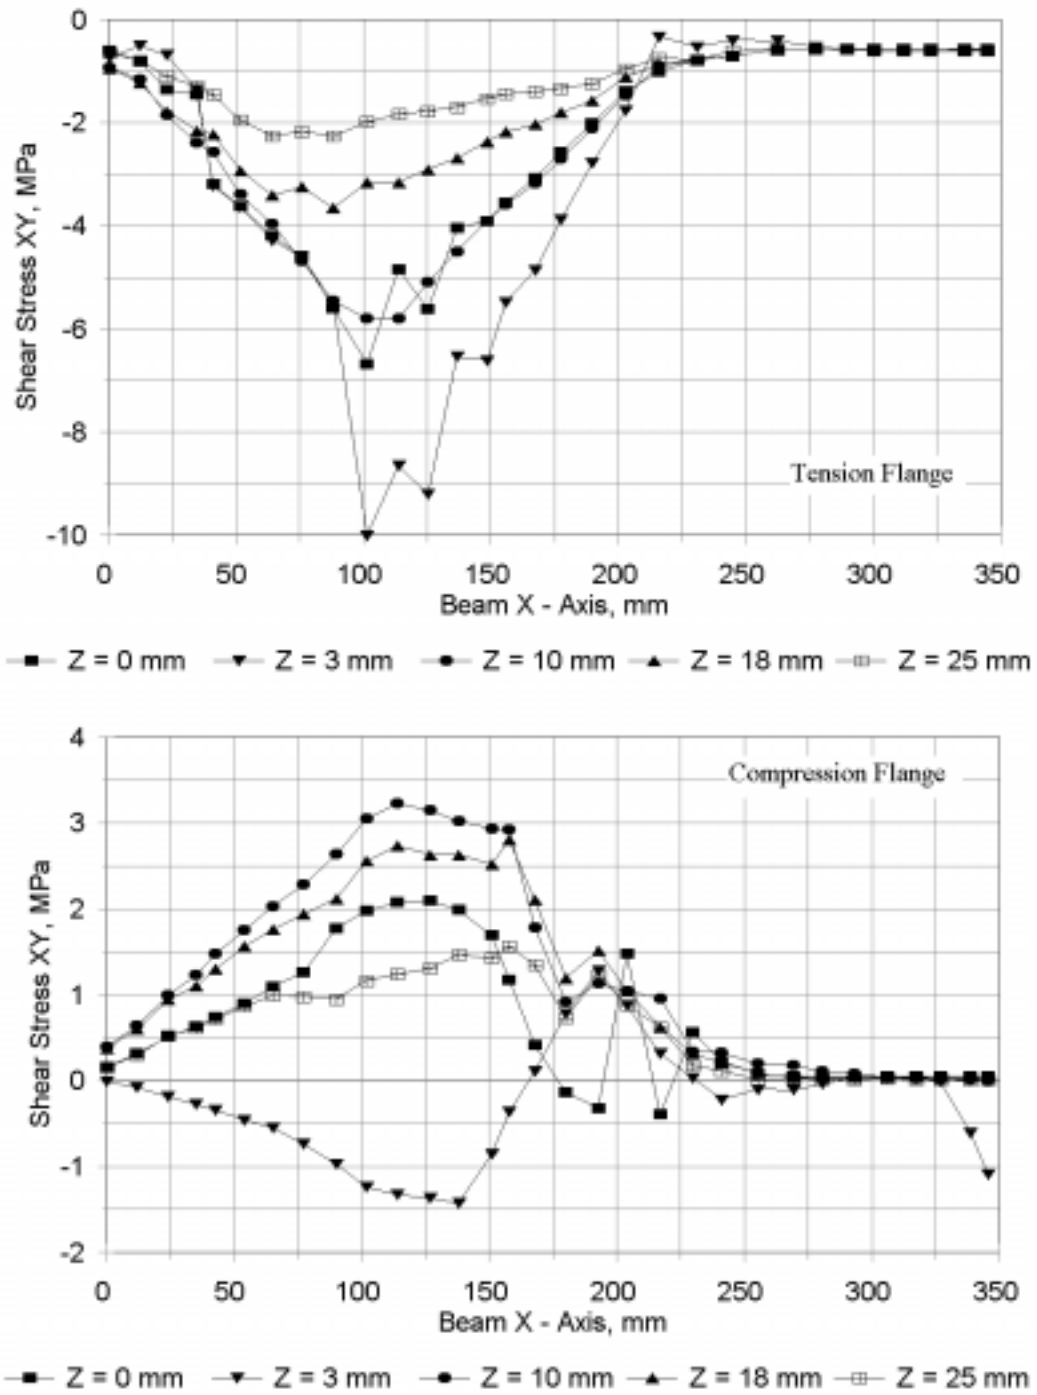 0
-2
-4
-6
-8
-10
Shear Stress XY, MPa
Tension Flange
0 50 100 150 200 250 300 350
Beam X - Axis, mm
Z = 0 mm Z = 3 mm Z = 10 mm Z = 18 mm Z = 25 mm
4
3
2
1
0
-1
-2
Shear Stress XY, MPa
Compression Flange
0 50 100 150 200 250 300 350
Beam X - Axis, mm
Z = 0 mm Z = 3 mm Z = 10 mm Z = 18 mm Z = 25 mm